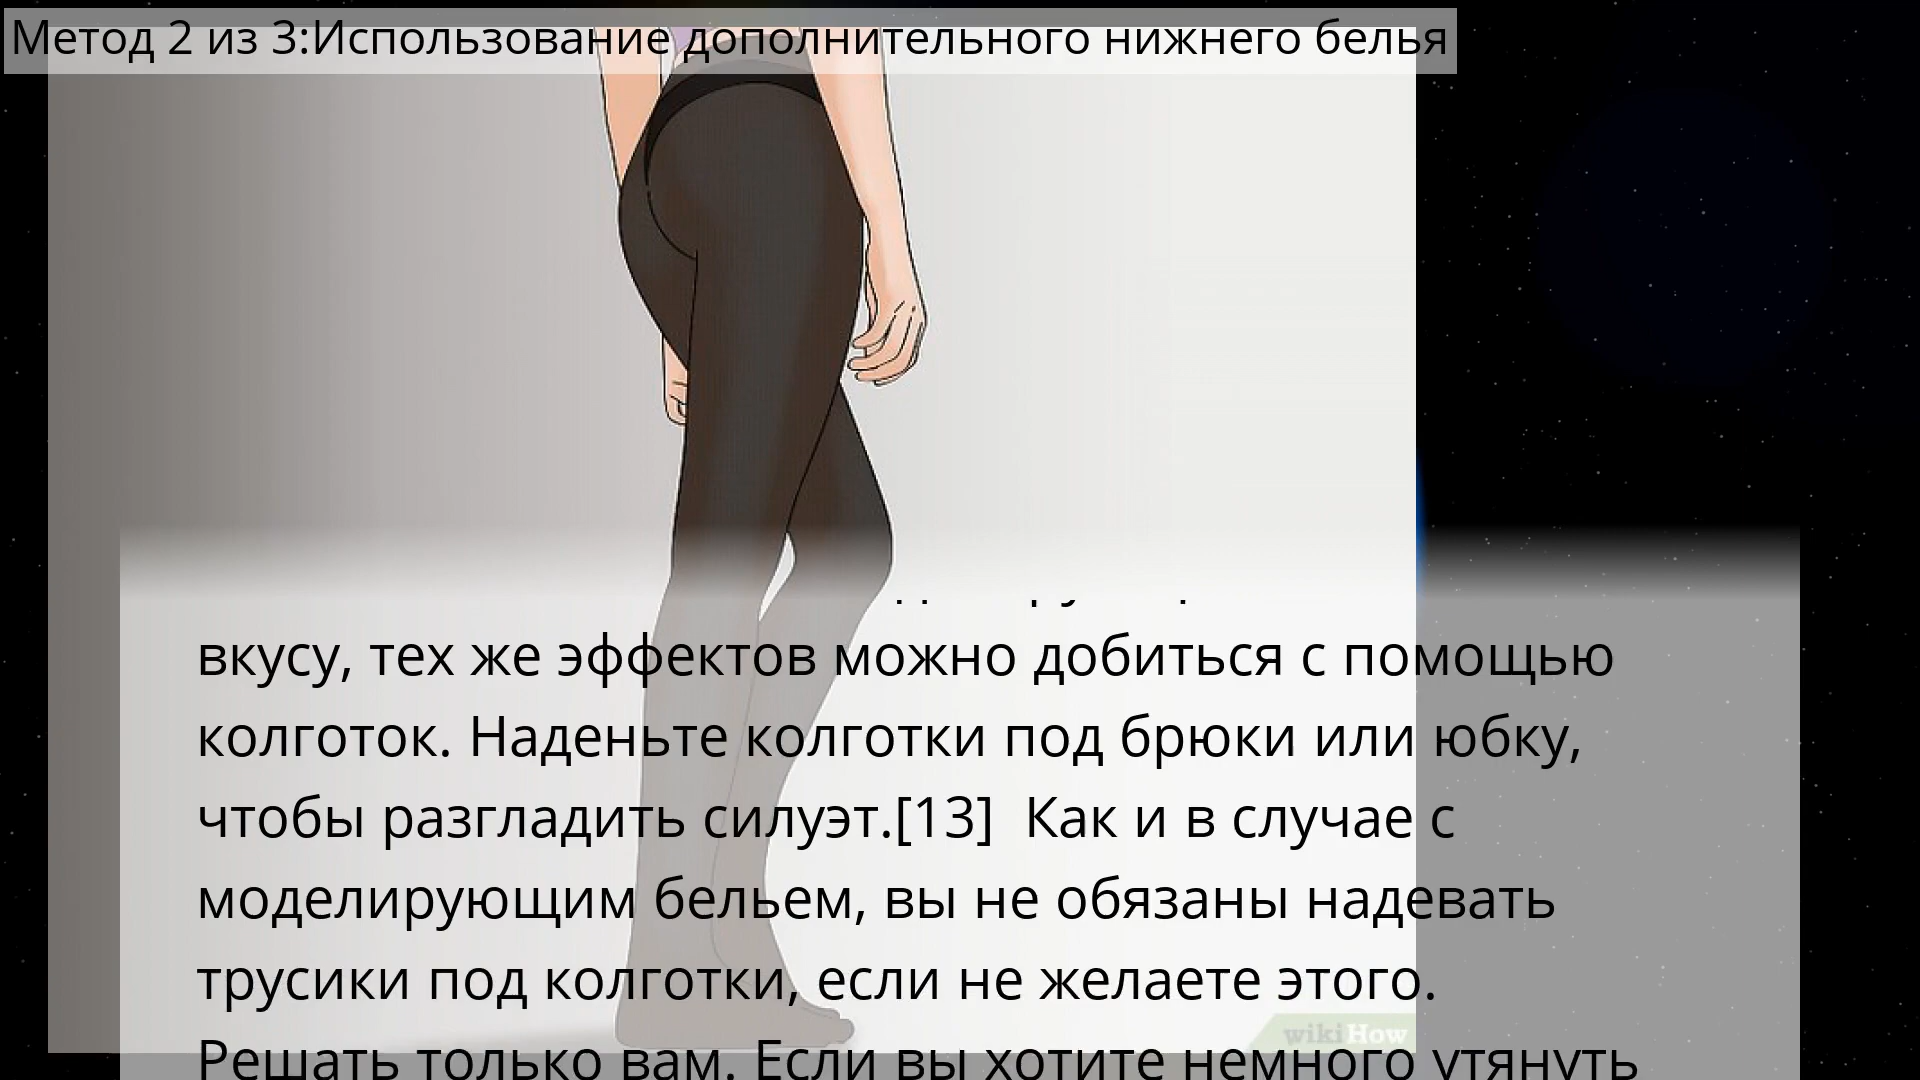 Метод 2 из 3:Использование дополнительного нижнего белья
вкусу, тех же эффектов можно добиться с помощью
колготок. Наденьте колготки под брюки или юбку,
чтобы разгладить силуэт.[13]  Как и в случае с
моделирующим бельем, вы не обязаны надевать
трусики под колготки, если не желаете этого.
Решать только вам. Если вы хотите немного утянуть
wikiHow